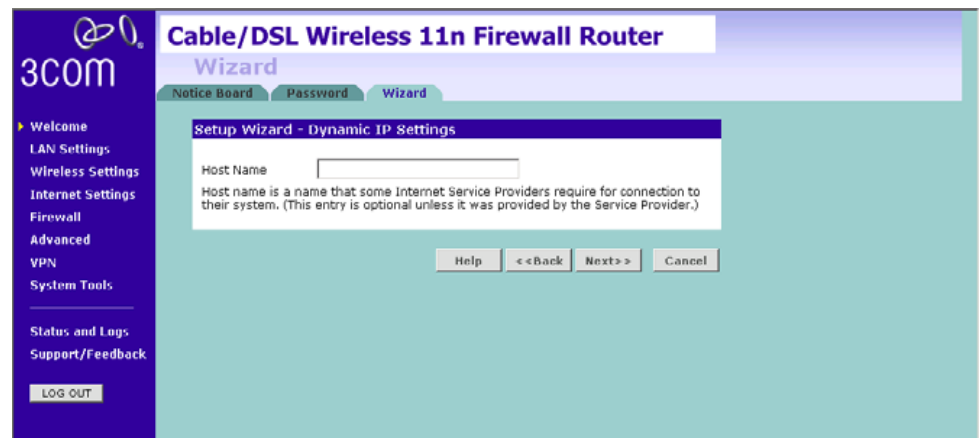 3COM
Cable/DSL Wireless 11n Firewall Router
Wizard
Notice Board
Password
Wizard
Welcome
LAN Settings
Wireless Settings
Internet Settings
Firewall
Advanced
VPN
System Tools
Status and Logs
Support/Feedback
LOG OUT
Setup Wizard - Dynamic IP Settings
Host Name
Host name is a name that some Internet Service Providers require for connection to
their system. (This entry is optional unless it was provided by the Service Provider.)
Help
<<Back
Next>>
Cancel